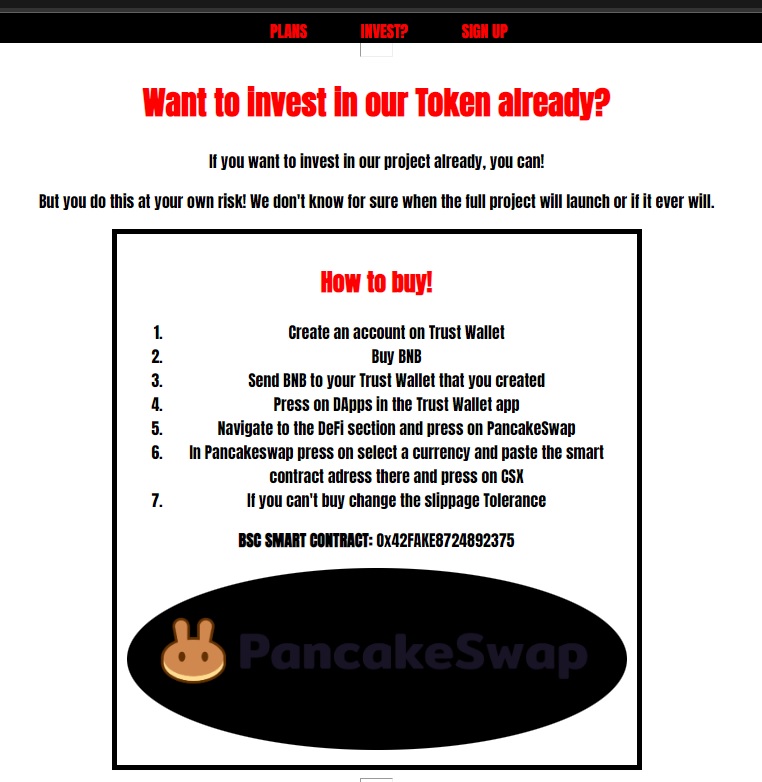 PLANS INVEST? SIGN UP
Want to invest in our Token already?
If you want to invest in our project already, you can!
But you do this at your own risk! We don't know for sure when the full project will launch or if it ever will.
How to buy!
1. Create an account on Trust Wallet
2. Buy BNB
3. Send BNB to your Trust Wallet that you created
4. Press on DApps in the Trust Wallet app
5. Navigate to the DeFi section and press on PancakeSwap
6. In Pancakeswap press on select a currency and paste the smart
contract adress there and press on CSX
7. If you can't buy change the slippage Tolerance
BSC SMART CONTRACT: 0x42FAKE8724892375
PancakeSwap